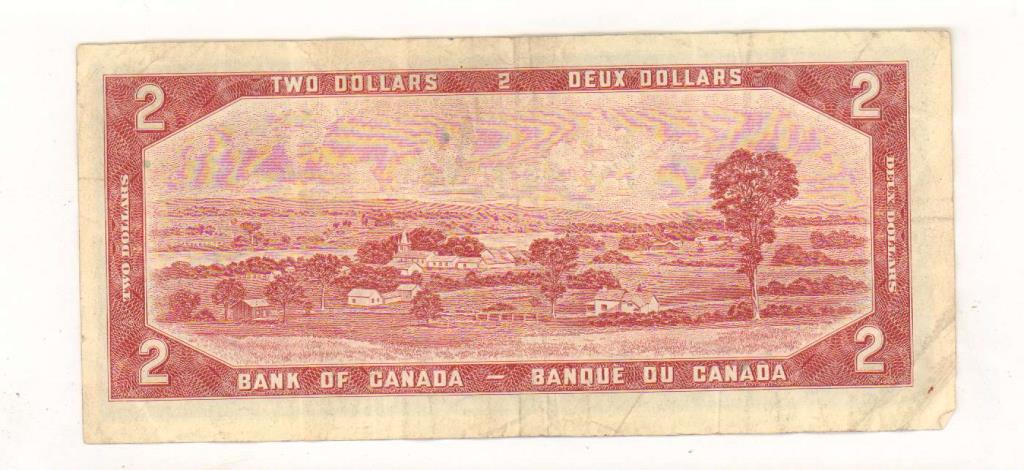 2 TWO DOLLARS 2 DEUX DOLLARS 2
TWO DOLLARS
DEUX DOLLARS
2 BANK OF CANADA – BANQUE DU CANADA 2